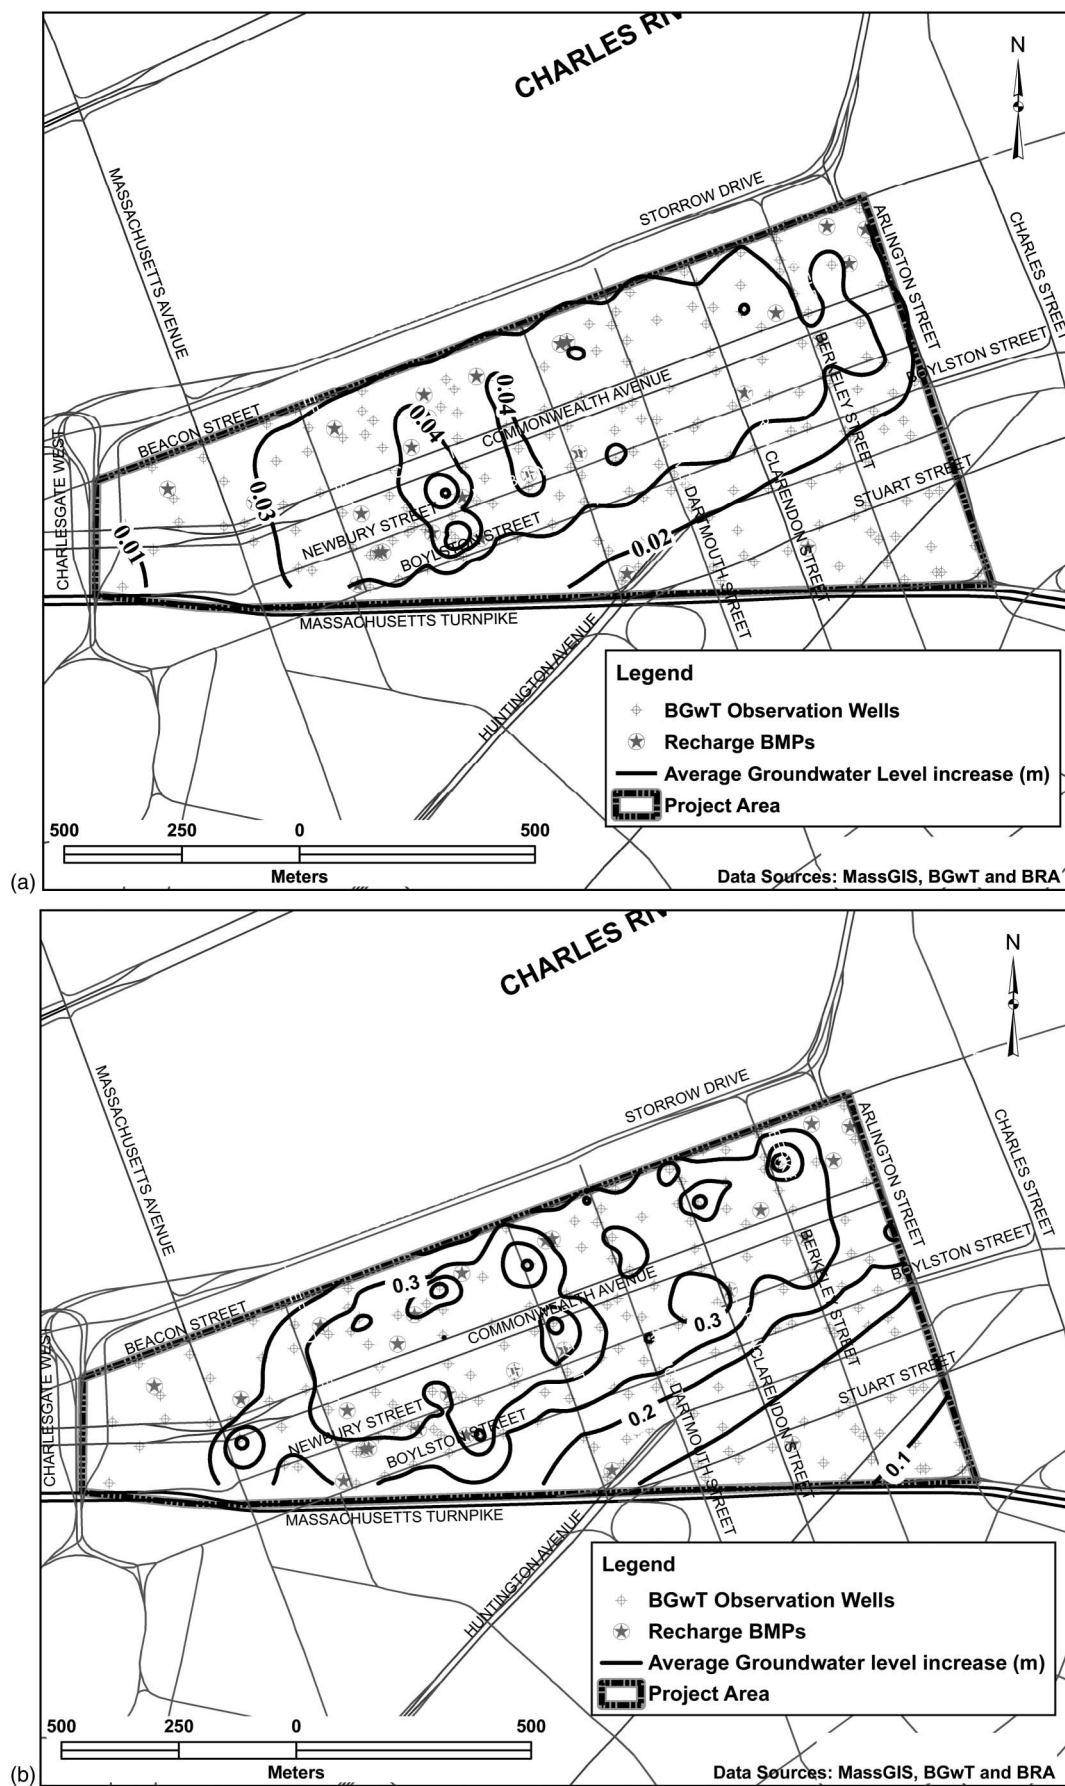 CHARLES RIV
N
MASSACHUSETTS AVENUE
STORROW DRIVE
ARLINGTON STREET
CHARLES STREET
BEACON STREET
COMMONWEALTH AVENUE
BERKELEY STREET
BOYLSTON STREET
CHARLESGATE WEST
0.04
0.04
0.03
0.01
NEWBURY STREET
BOYLSTON STREET
CLARENDON STREET
STUART STREET
DARTMOUTH STREET
0.02
MASSACHUSETTS TURNPIKE
HUNTINGTON AVENUE
Legend
BGwT Observation Wells
Recharge BMPs
Average Groundwater Level increase (m)
Project Area
500 250 0 500
Meters
Data Sources: MassGIS, BGwT and BRA
(a)
CHARLES RIV
N
MASSACHUSETTS AVENUE
STORROW DRIVE
ARLINGTON STREET
CHARLES STREET
BEACON STREET
0.3
COMMONWEALTH AVENUE
0.3
BERKELEY STREET
BOYLSTON STREET
CHARLESGATE WEST
NEWBURY STREET
BOYLSTON STREET
0.2
CLARENDON STREET
STUART STREET
DARTMOUTH STREET
0.1
MASSACHUSETTS TURNPIKE
HUNTINGTON AVENUE
Legend
BGwT Observation Wells
Recharge BMPs
Average Groundwater level increase (m)
Project Area
500 250 0 500
Meters
Data Sources: MassGIS, BGwT and BRA
(b)